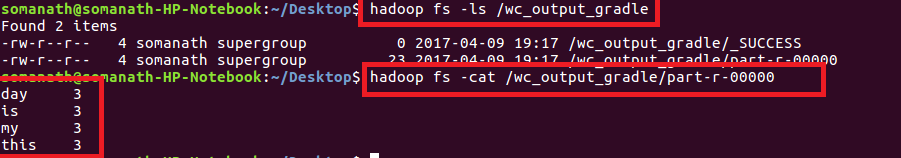 somanath@somanath-HP-Notebook:~/Desktop$ hadoop fs -ls /wc_output_gradle
Found 2 items
-rw-r--r--   4 somanath supergroup          0 2017-04-09 19:17 /wc_output_gradle/_SUCCESS
-rw-r--r--   4 somanath supergroup         23 2017-04-09 19:17 /wc_output_gradle/part-r-00000
somanath@somanath-HP-Notebook:~/Desktop$ hadoop fs -cat /wc_output_gradle/part-r-00000
day     3
is      3
my      3
this    3
somanath@somanath-HP-Notebook:~/Desktop$